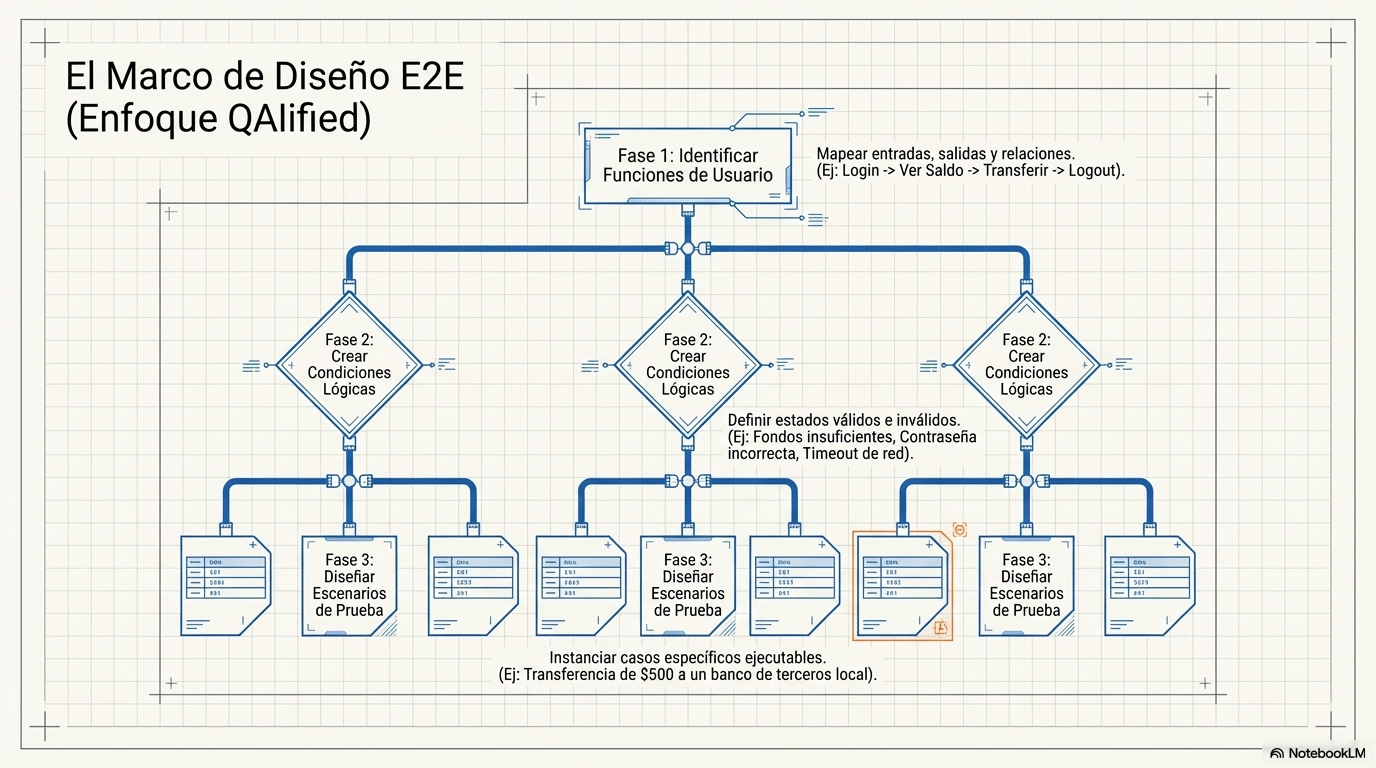 El Marco de Diseño E2E
(Enfoque QAlified)
Fase 1: Identificar
Funciones de Usuario
Mapear entradas, salidas y relaciones.
(Ej: Login -> Ver Saldo -> Transferir -> Logout).
Fase 2:
Crear
Condiciones
Lógicas
Fase 2:
Crear
Condiciones
Lógicas
Fase 2:
Crear
Condiciones
Lógicas
Definir estados válidos e inválidos.
(Ej: Fondos insuficientes, Contraseña
incorrecta, Timeout de red).
Fase 3:
Diseñar
Escenarios
de Prueba
Fase 3:
Diseñar
Escenarios
de Prueba
Fase 3:
Diseñar
Escenarios
de Prueba
Instanciar casos específicos ejecutables.
(Ej: Transferencia de $500 a un banco de terceros local).
NotebookLM